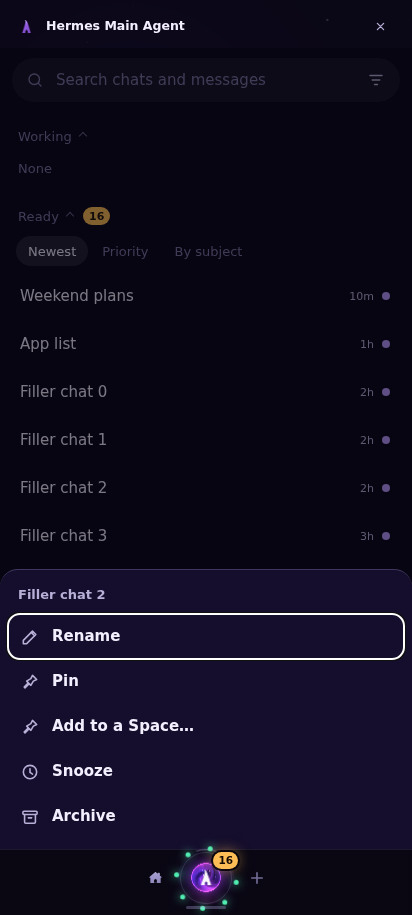 Hermes Main Agent
Search chats and messages
Working
None
Ready 16
Newest Priority By subject
Weekend plans 10m
App list 1h
Filler chat 0 2h
Filler chat 1 2h
Filler chat 2 2h
Filler chat 3 3h
Filler chat 2
Rename
Pin
Add to a Space…
Snooze
Archive
16